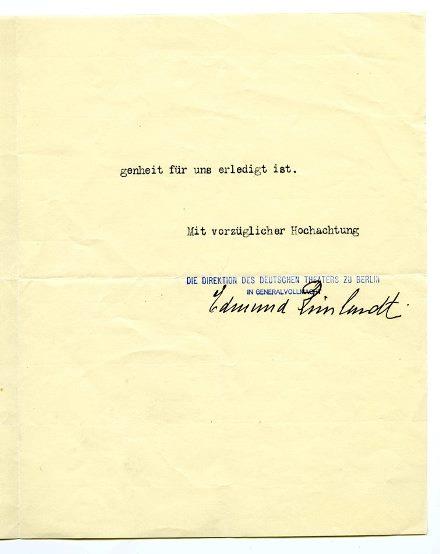 genheit für uns erledigt ist.
Mit vorzüglicher Hochachtung
DIE DIREKTION DES DEUTSCHEN THEATERS ZU BERLIN
IN GENERALVOLLMACHT
Edmund Reinhardt.